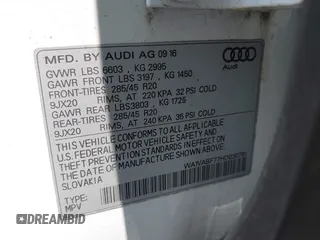 MFD. BY AUDI AG 09 16
GVWR LBS 6603 , KG 2995
GAWR FRONT LBS 3197 , KG 1450
FRONT-TIRES: 285/45 R20
9JX20 RIMS, AT 220 KPA 32 PSI COLD
GAWR REAR LBS3803 , KG 1725
REAR-TIRES: 285/45 R20
9JX20 RIMS, AT 240 KPA 35 PSI COLD
THIS VEHICLE CONFORMS TO ALL APPLICABLE
FEDERAL MOTOR VEHICLE SAFETY AND
THEFT PREVENTION STANDARDS IN EFFECT ON
THE DATE OF MANUFACTURE SHOWN ABOVE.
SLOVAKIA
TYPE:
MPV
Audi
DREAMBID